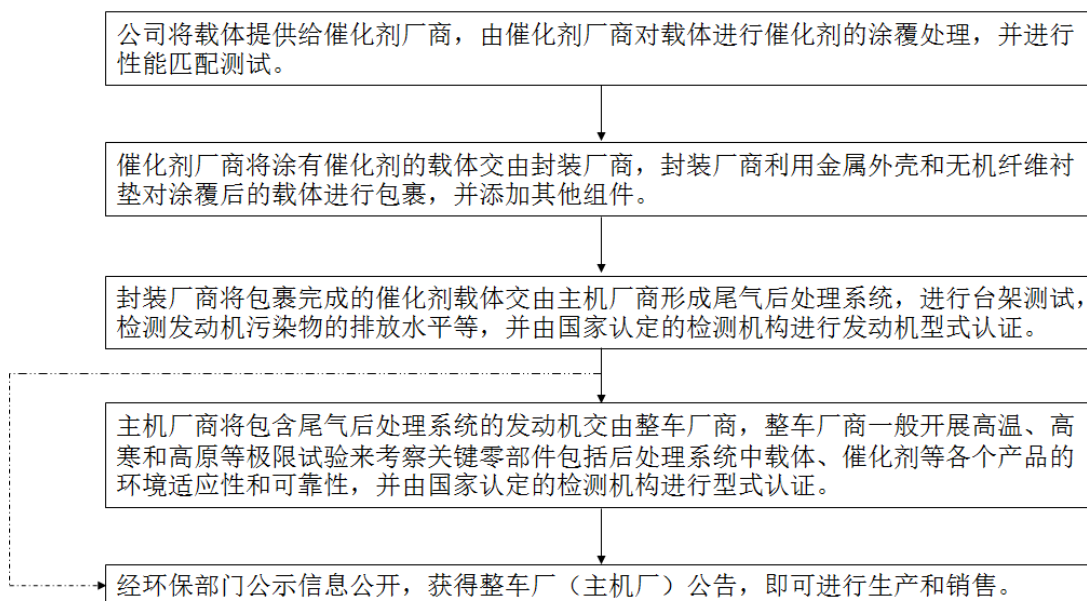 公司将载体提供给催化剂厂商，由催化剂厂商对载体进行催化剂的涂覆处理，并进行
性能匹配测试。
催化剂厂商将涂有催化剂的载体交由封装厂商，封装厂商利用金属外壳和无机纤维衬
垫对涂覆后的载体进行包裹，并添加其他组件。
封装厂商将包裹完成的催化剂载体交由主机厂商形成尾气后处理系统，进行台架测试，
检测发动机污染物的排放水平等，并由国家认定的检测机构进行发动机型式认证。
主机厂商将包含尾气后处理系统的发动机交由整车厂商，整车厂商一般开展高温、高
寒和高原等极限试验来考察关键零部件包括后处理系统中载体、催化剂等各个产品的
环境适应性和可靠性，并由国家认定的检测机构进行型式认证。
经环保部门公示信息公开，获得整车厂（主机厂）公告，即可进行生产和销售。